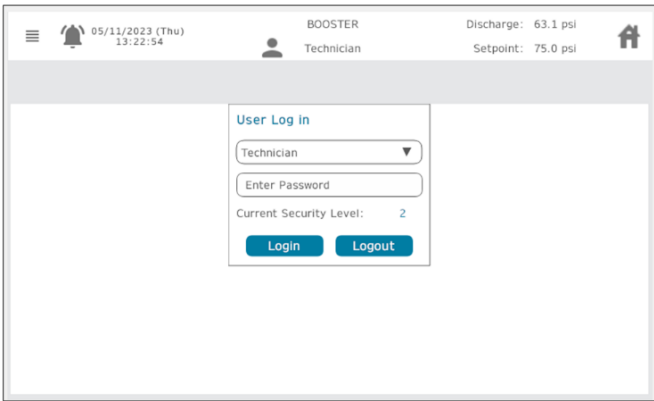 05/11/2023 (Thu)
13:22:54
BOOSTER
Technician
Discharge: 63.1 psi
Setpoint: 75.0 psi
User Log in
Technician
Enter Password
Current Security Level: 2
Login Logout